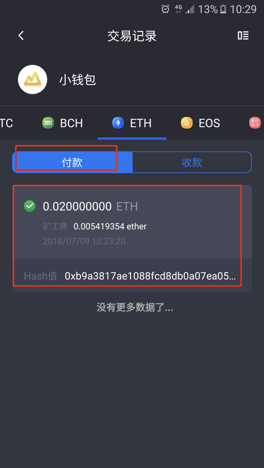 4G 13% 10:29
交易记录
小钱包
TC BCH ETH EOS
付款 收款
0.020000000 ETH
矿工费 0.005419354 ether
2018/07/09 10:23:20
Hash值 0xb9a3817ae1088fcd8db0a07ea05...
没有更多数据了...